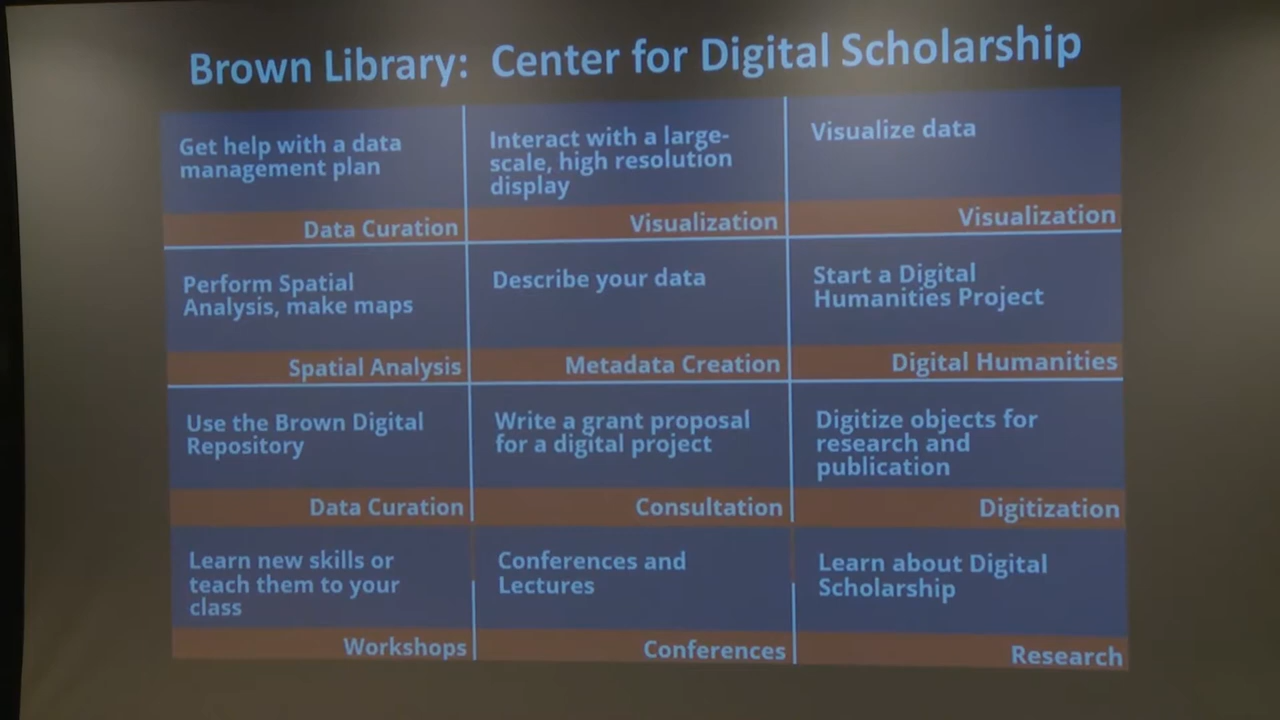 Brown Library: Center for Digital Scholarship
Get help with a data
management plan
Data Curation
Interact with a large-
scale, high resolution
display
Visualization
Visualize data
Visualization
Perform Spatial
Analysis, make maps
Spatial Analysis
Describe your data
Metadata Creation
Start a Digital
Humanities Project
Digital Humanities
Use the Brown Digital
Repository
Data Curation
Write a grant proposal
for a digital project
Consultation
Digitize objects for
research and
publication
Digitization
Learn new skills or
teach them to your
class
Workshops
Conferences and
Lectures
Conferences
Learn about Digital
Scholarship
Research